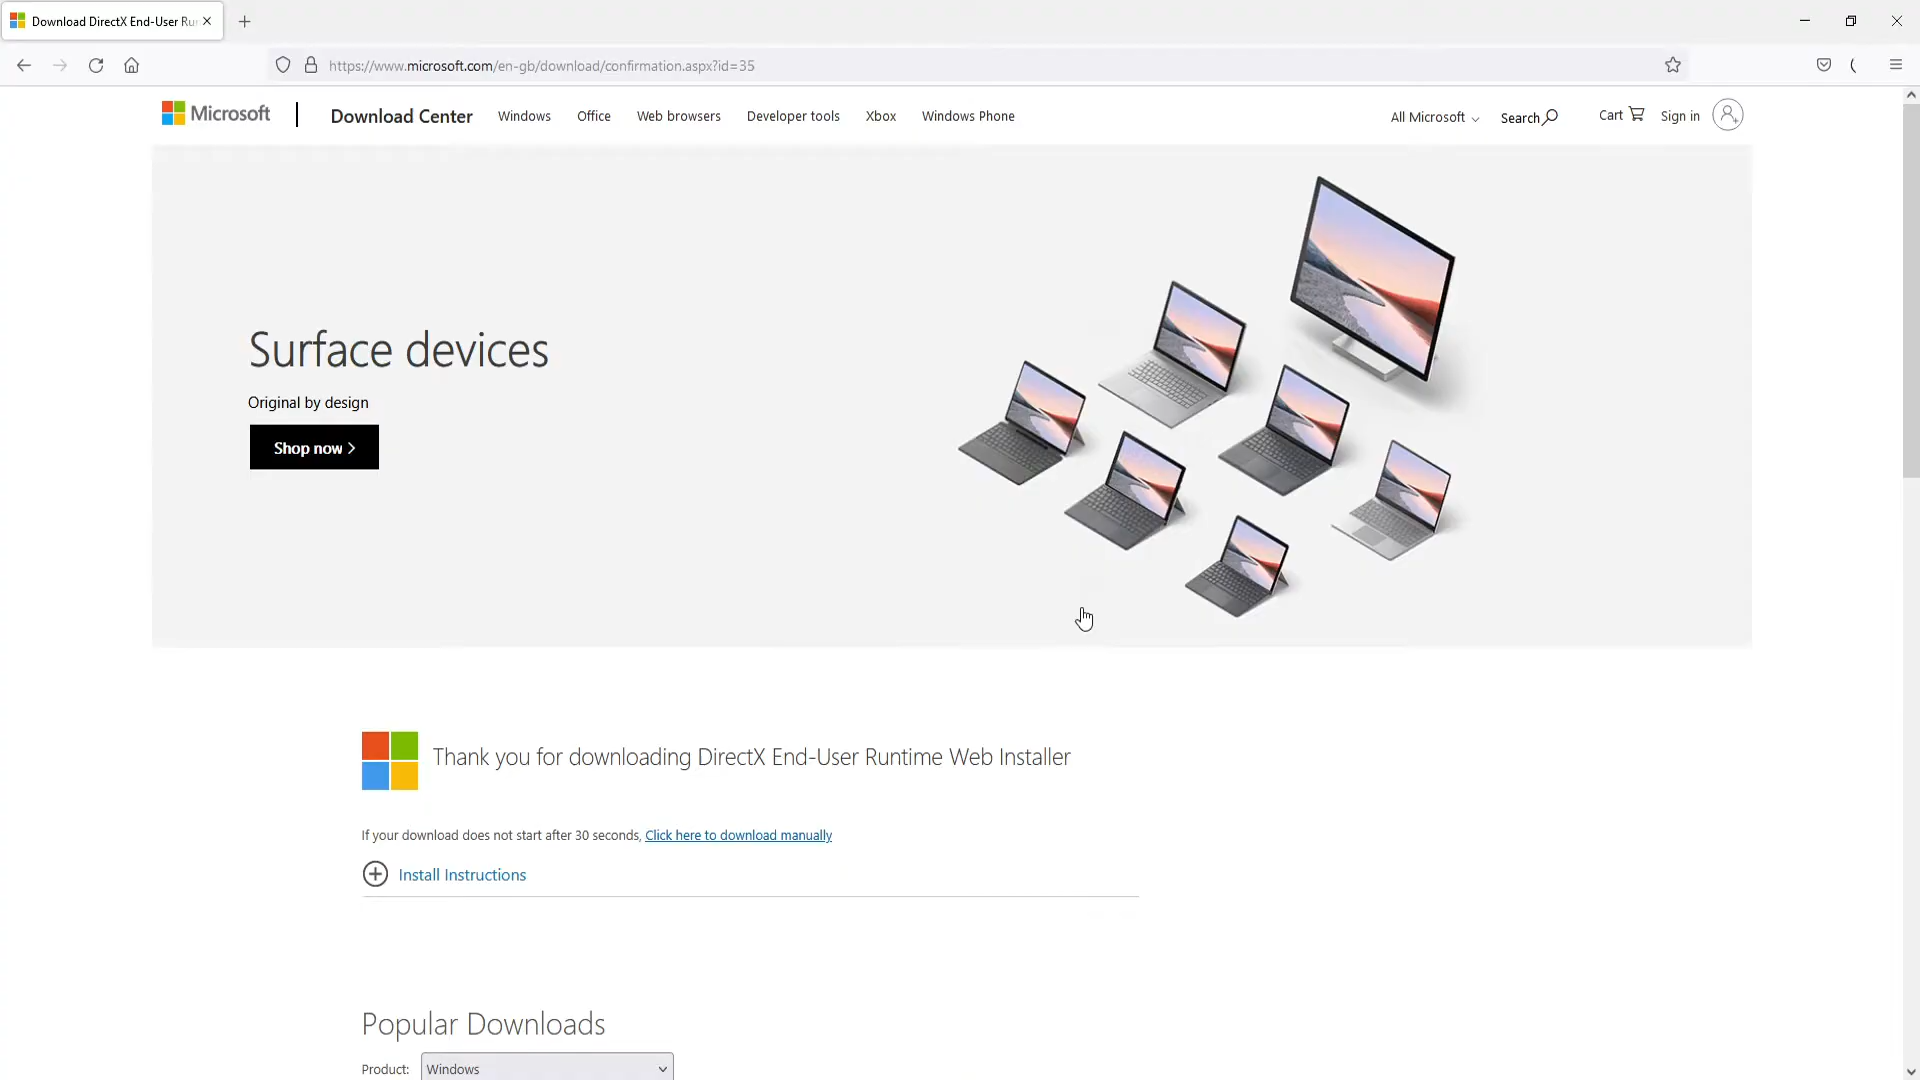 Download DirectX End-User Ru
https://www.microsoft.com/en-gb/download/confirmation.aspx?id=35
Microsoft
Download Center
Windows
Office
Web browsers
Developer tools
Xbox
Windows Phone
All Microsoft
Search
Cart
Sign in
Surface devices
Original by design
Shop now
Thank you for downloading DirectX End-User Runtime Web Installer
If your download does not start after 30 seconds, Click here to download manually
Install Instructions
Popular Downloads
Product: Windows